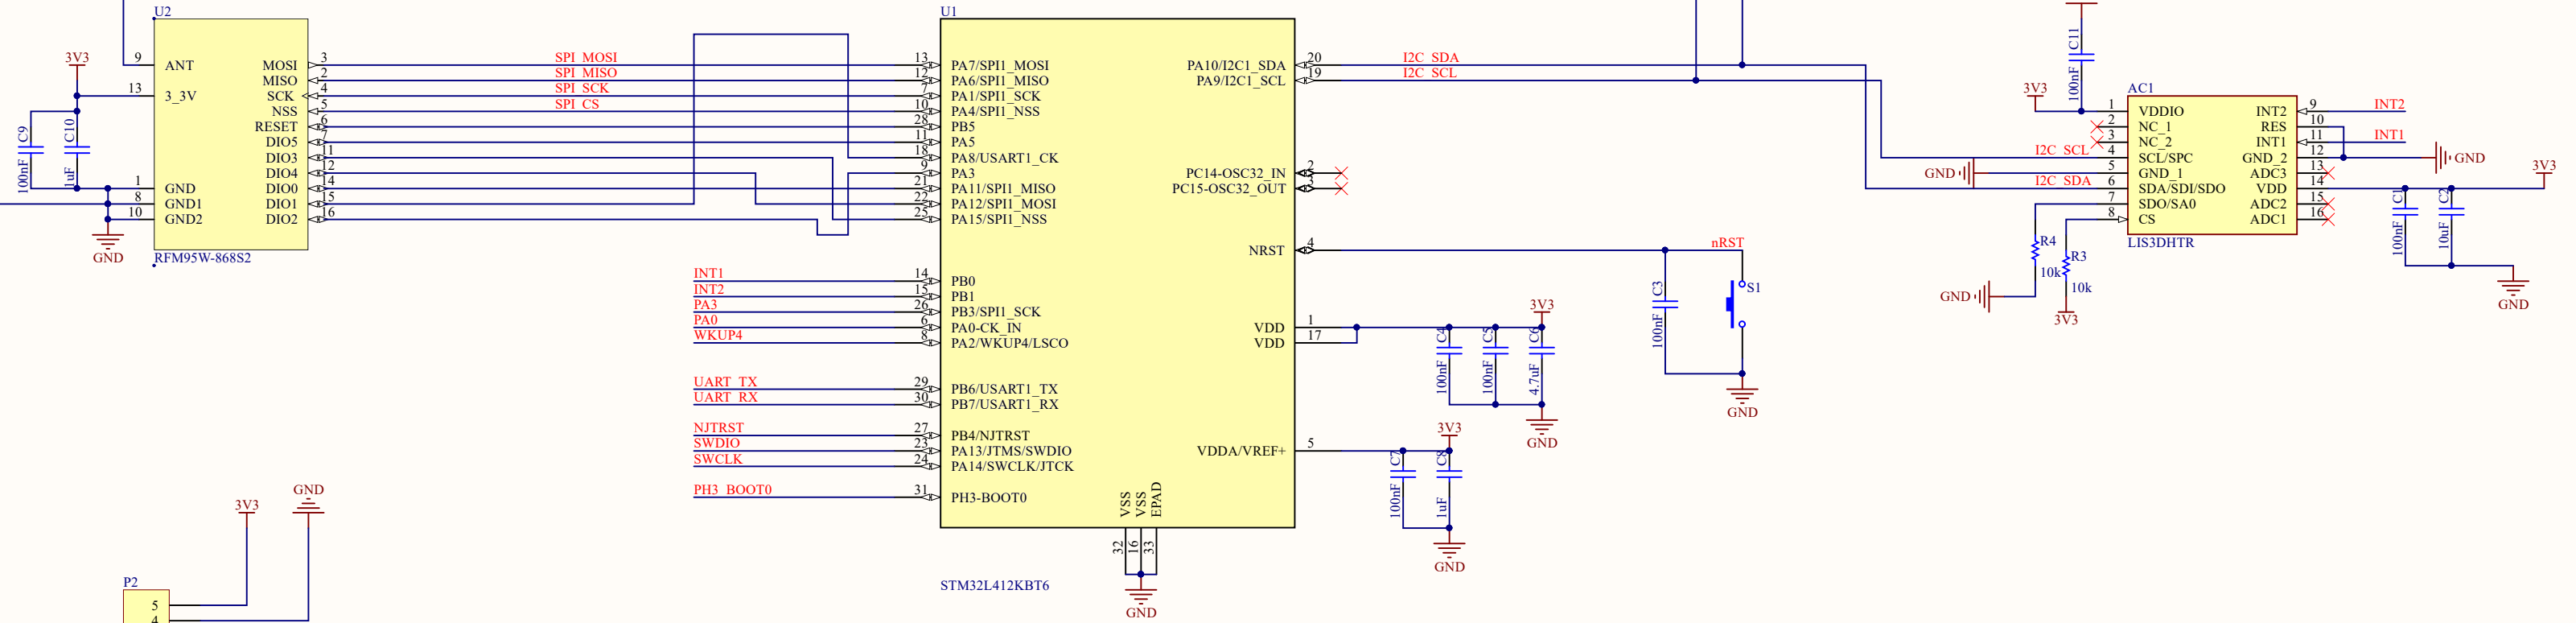 U2
3V3
9 ANT
13 3_3V
1 GND
8 GND1
10 GND2
MOSI 3
MISO 2
SCK 4
NSS 5
RESET 6
DIO5 7
DIO3 11
DIO4 12
DIO0 14
DIO1 15
DIO2 16
C9
100nF
C10
1uF
GND
RFM95W-868S2
SPI_MOSI
SPI_MISO
SPI_SCK
SPI_CS
U1
13 PA7/SPI1_MOSI
12 PA6/SPI1_MISO
7 PA1/SPI1_SCK
10 PA4/SPI1_NSS
28 PB5
11 PA5
18 PA8/USART1_CK
9 PA3
21 PA11/SPI1_MISO
22 PA12/SPI1_MOSI
25 PA15/SPI1_NSS
INT1 14 PB0
INT2 15 PB1
PA3 26 PB3/SPI1_SCK
PA0 6 PA0-CK_IN
WKUP4 8 PA2/WKUP4/LSCO
UART_TX 29 PB6/USART1_TX
UART_RX 30 PB7/USART1_RX
NJTRST 27 PB4/NJTRST
SWDIO 23 PA13/JTMS/SWDIO
SWCLK 24 PA14/SWCLK/JTCK
PH3_BOOT0 31 PH3-BOOT0
PA10/I2C1_SDA 20 I2C_SDA
PA9/I2C1_SCL 19 I2C_SCL
PC14-OSC32_IN 2
PC15-OSC32_OUT 3
NRST 4 nRST
VDD 1
VDD 17
VDDA/VREF+ 5
VSS 32
VSS 16
EPAD 33
GND
STM32L412KBT6
3V3
C4
100nF
C5
100nF
C6
4.7uF
GND
3V3
C7
100nF
C8
1uF
GND
C3
100nF
S1
GND
C11
100nF
3V3
AC1
1 VDDIO
2 NC_1
3 NC_2
I2C_SCL 4 SCL/SPC
GND 5 GND_1
I2C_SDA 6 SDA/SDI/SDO
7 SDO/SA0
8 CS
INT2 9 INT2
RES 10
INT1 11 INT1
GND_2 12 GND
ADC3 13
VDD 14
ADC2 15
ADC1 16
LIS3DHTR
R4
10k
GND
R3
10k
3V3
3V3
C1
100nF
C2
10uF
GND
P2
3V3
GND
5
4